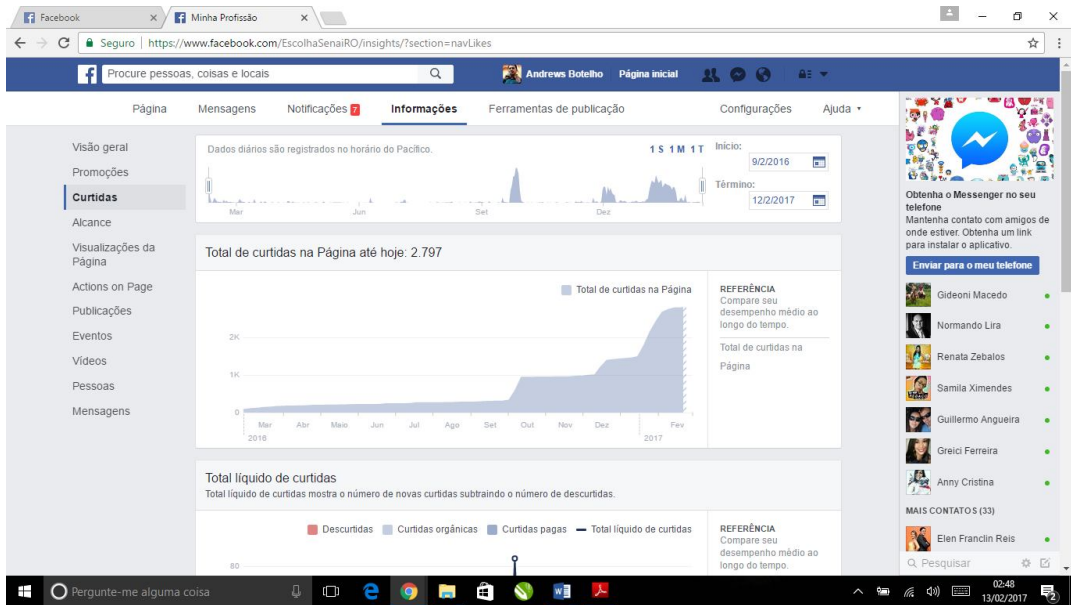 Facebook
Minha Profissão
Seguro | https://www.facebook.com/EscolhaSenaiRO/insights/?section=navLikes
Procure pessoas, coisas e locais
Andrews Botelho
Página inicial
Página
Mensagens
Notificações 7
Informações
Ferramentas de publicação
Configurações
Ajuda
Visão geral
Promoções
Curtidas
Alcance
Visualizações da
Página
Actions on Page
Publicações
Eventos
Vídeos
Pessoas
Mensagens
Dados diários são registrados no horário do Pacífico.
1 S 1 M 1 T
Início:
9/2/2016
Término:
12/2/2017
Mar Jun Set Dez
Total de curtidas na Página até hoje: 2.797
Total de curtidas na Página
2K
1K
0
Mar Abr Maio Jun Jul Ago Set Out Nov Dez Fev
2016 2017
REFERÊNCIA
Compare seu
desempenho médio ao
longo do tempo.
Total de curtidas na
Página
Total líquido de curtidas
Total líquido de curtidas mostra o número de novas curtidas subtraindo o número de descurtidas.
Descurtidas Curtidas orgânicas Curtidas pagas Total líquido de curtidas
80
REFERÊNCIA
Compare seu
desempenho médio ao
longo do tempo.
Obtenha o Messenger no seu
telefone
Mantenha contato com amigos de
onde estiver. Obtenha um link
para instalar o aplicativo.
Enviar para o meu telefone
Gideoni Macedo
Normando Lira
Renata Zebalos
Samila Ximendes
Guillermo Angueira
Greici Ferreira
Anny Cristina
MAIS CONTATOS (33)
Elen Franclin Reis
Pesquisar
Pergunte-me alguma coisa
02:48
13/02/2017
2